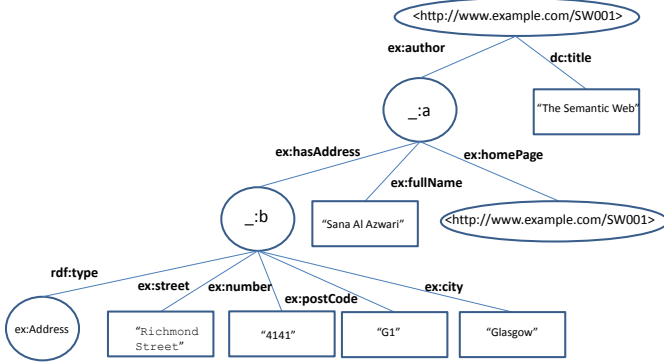 <http://www.example.com/SW001>
ex:author
dc:title
_:a
“The Semantic Web”
ex:hasAddress
ex:homePage
ex:fullName
_:b
“Sana Al Azwari”
<http://www.example.com/SW001>
rdf:type
ex:street
ex:number
ex:postCode
ex:city
ex:Address
“Richmond
Street”
“4141”
“G1”
“Glasgow”